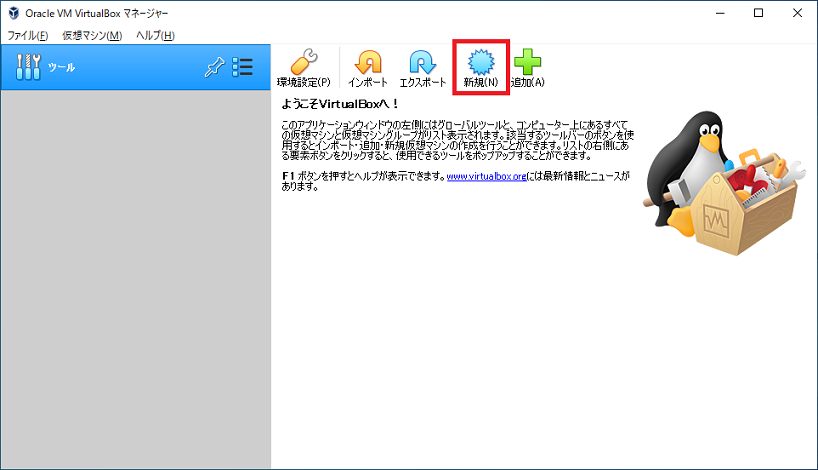 Oracle VM VirtualBox マネージャー
ファイル(F) 仮想マシン(M) ヘルプ(H)
ツール
環境設定(P) インポート エクスポート 新規(N) 追加(A)
ようこそVirtualBoxへ！
このアプリケーションウィンドウの左側にはグローバルツールと、コンピューター上にあるすべて
の仮想マシンと仮想マシングループがリスト表示されます。該当するツールバーのボタンを使
用するとインポート・追加・新規仮想マシンの作成を行うことができます。リストの右側にあ
る要素ボタンをクリックすると、使用できるツールをポップアップすることができます。
F1 ボタンを押すとヘルプが表示できます。www.virtualbox.orgには最新情報とニュースが
あります。